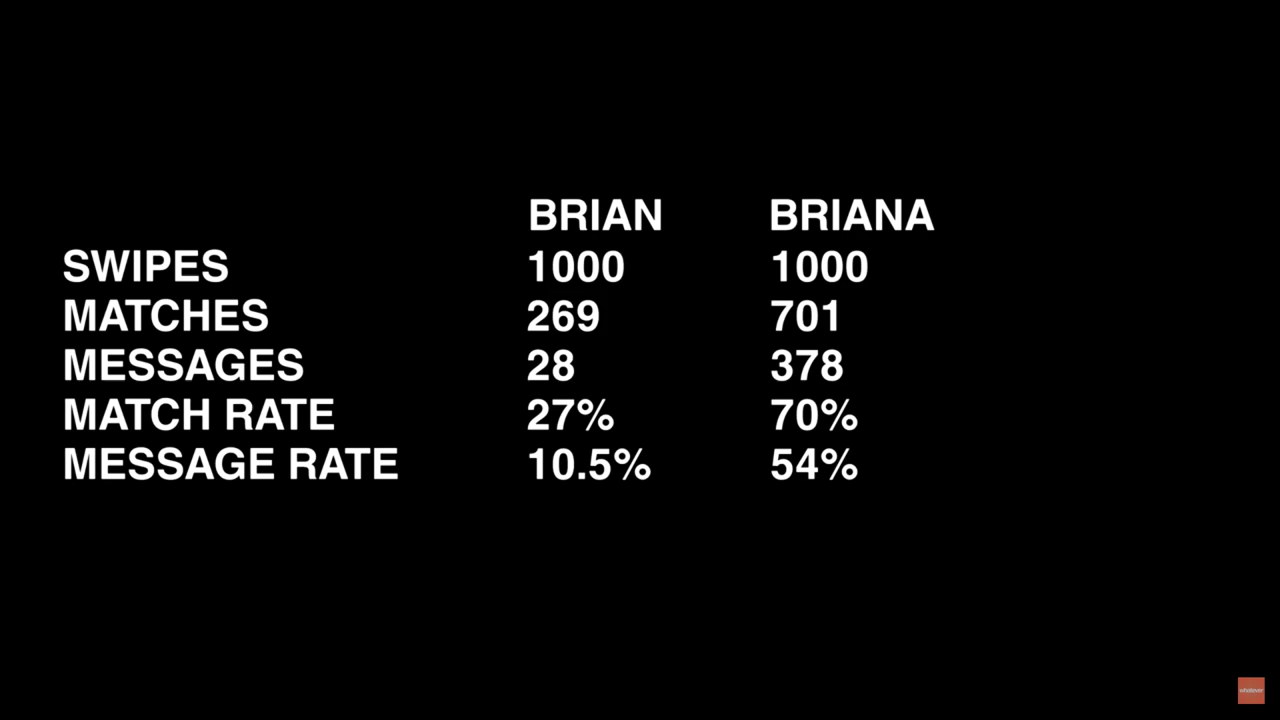 BRIAN BRIANA
SWIPES 1000 1000
MATCHES 269 701
MESSAGES 28 378
MATCH RATE 27% 70%
MESSAGE RATE 10.5% 54%
whatever